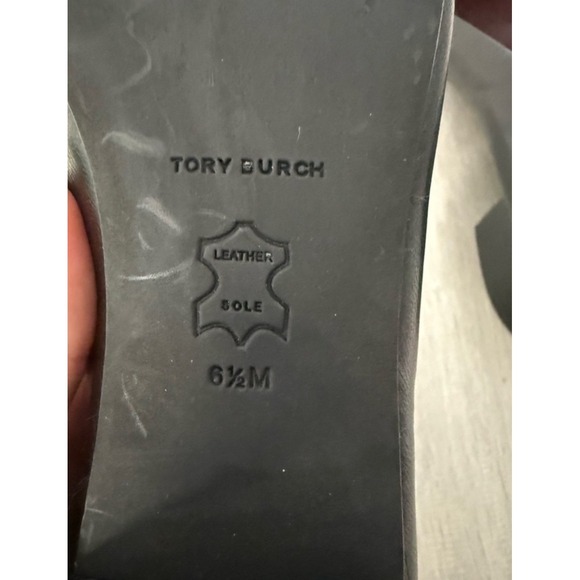 TORY BURCH
LEATHER
SOLE
6½M